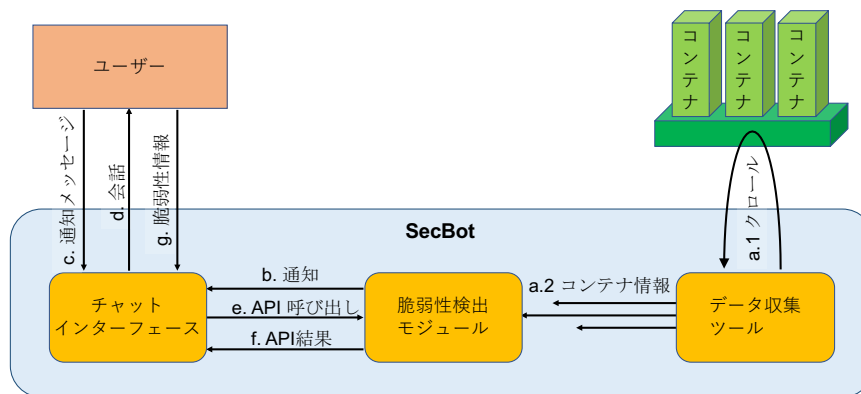 ユーザー
コンテナ
コンテナ
コンテナ
c. 通知メッセージ
d. 会話
g. 脆弱性情報
a.1 クロール
SecBot
b. 通知
e. API 呼び出し
f. API結果
a.2 コンテナ情報
チャット
インターフェース
脆弱性検出
モジュール
データ収集
ツール